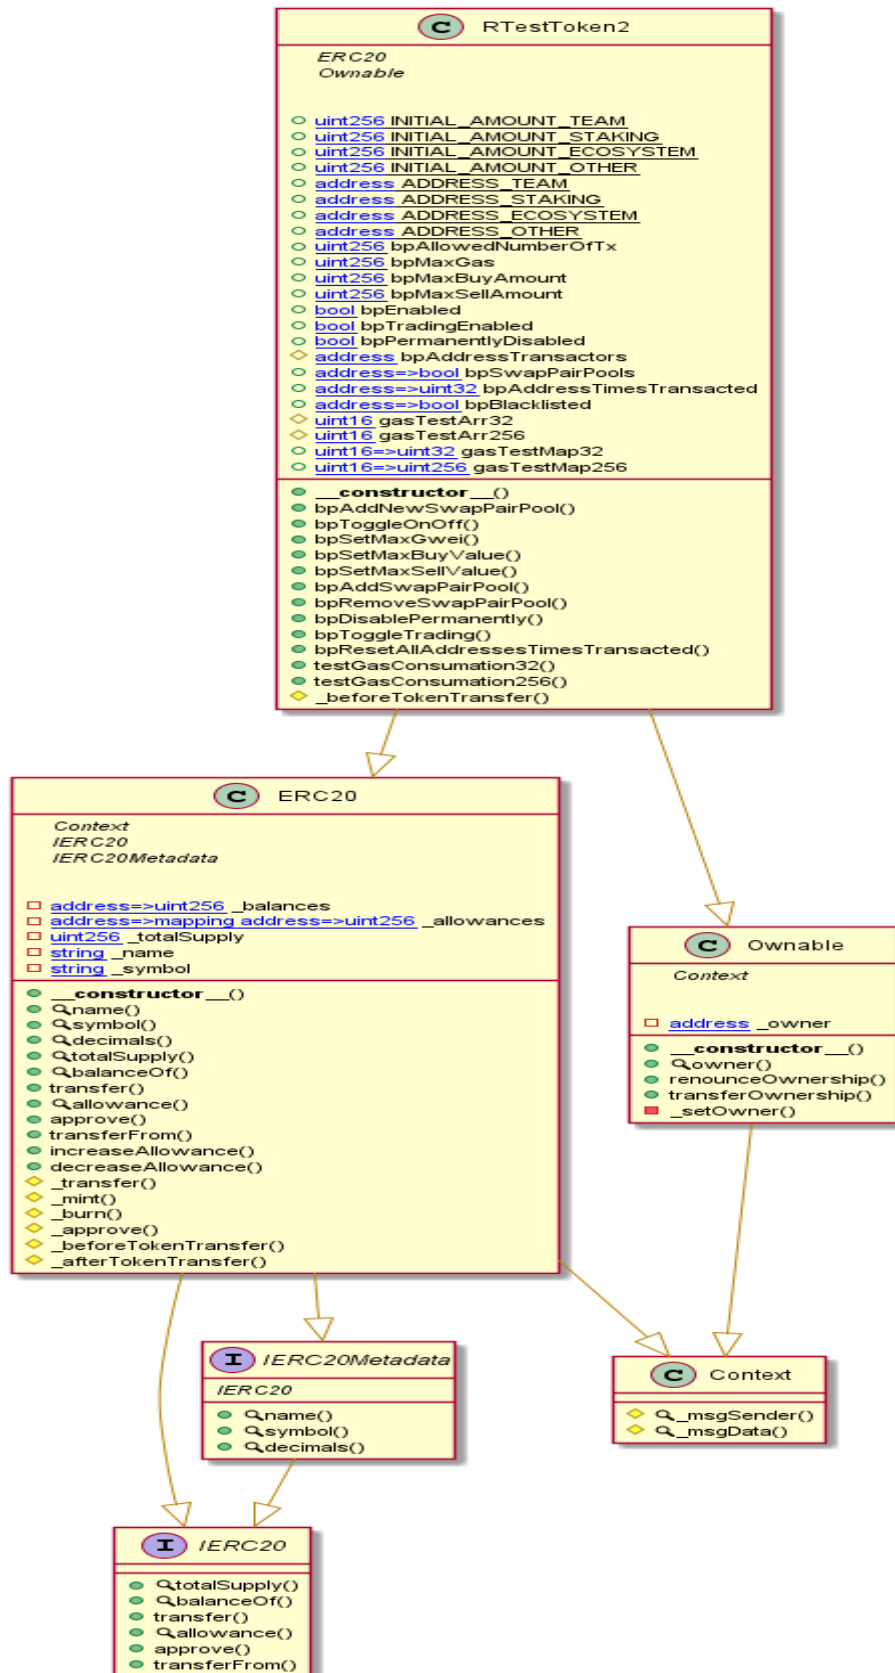 C RTestToken2
ERC20
Ownable
uint256 INITIAL_AMOUNT_TEAM
uint256 INITIAL_AMOUNT_STAKING
uint256 INITIAL_AMOUNT_ECOSYSTEM
uint256 INITIAL_AMOUNT_OTHER
address ADDRESS_TEAM
address ADDRESS_STAKING
address ADDRESS_ECOSYSTEM
address ADDRESS_OTHER
uint256 bpAllowedNumberOfTx
uint256 bpMaxGas
uint256 bpMaxBuyAmount
uint256 bpMaxSellAmount
bool bpEnabled
bool bpTradingEnabled
bool bpPermanentlyDisabled
address bpAddressTransactors
address=>bool bpSwapPairPools
address=>uint32 bpAddressTimesTransacted
address=>bool bpBlacklisted
uint16 gasTestArr32
uint16 gasTestArr256
uint16=>uint32 gasTestMap32
uint16=>uint256 gasTestMap256
__constructor__()
bpAddNewSwapPairPool()
bpToggleOnOff()
bpSetMaxGwei()
bpSetMaxBuyValue()
bpSetMaxSellValue()
bpAddSwapPairPool()
bpRemoveSwapPairPool()
bpDisablePermanently()
bpToggleTrading()
bpResetAllAddressesTimesTransacted()
testGasConsumation32()
testGasConsumation256()
_beforeTokenTransfer()
C ERC20
Context
IERC20
IERC20Metadata
address=>uint256 _balances
address=>mapping address=>uint256 _allowances
uint256 _totalSupply
string _name
string _symbol
__constructor__()
name()
symbol()
decimals()
totalSupply()
balanceOf()
transfer()
allowance()
approve()
transferFrom()
increaseAllowance()
decreaseAllowance()
_transfer()
_mint()
_burn()
_approve()
_beforeTokenTransfer()
_afterTokenTransfer()
C Ownable
Context
address _owner
__constructor__()
owner()
renounceOwnership()
transferOwnership()
_setOwner()
I IERC20Metadata
IERC20
name()
symbol()
decimals()
C Context
_msgSender()
_msgData()
I IERC20
totalSupply()
balanceOf()
transfer()
allowance()
approve()
transferFrom()